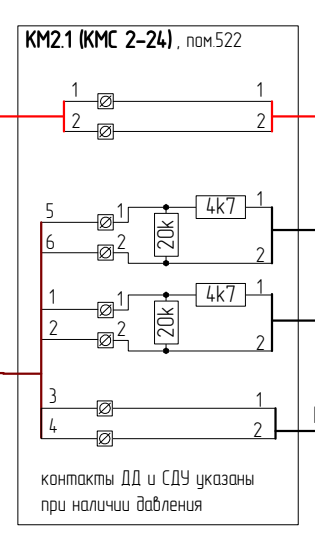 КМ2.1 (КМС 2-24), пом.522
1 1
2 2
5 1 4k7 1
20k
6 2 2
1 1 4k7 1
20k
2 2 2
3 1
4 2
контакты ДД и СДУ указаны
при наличии давления